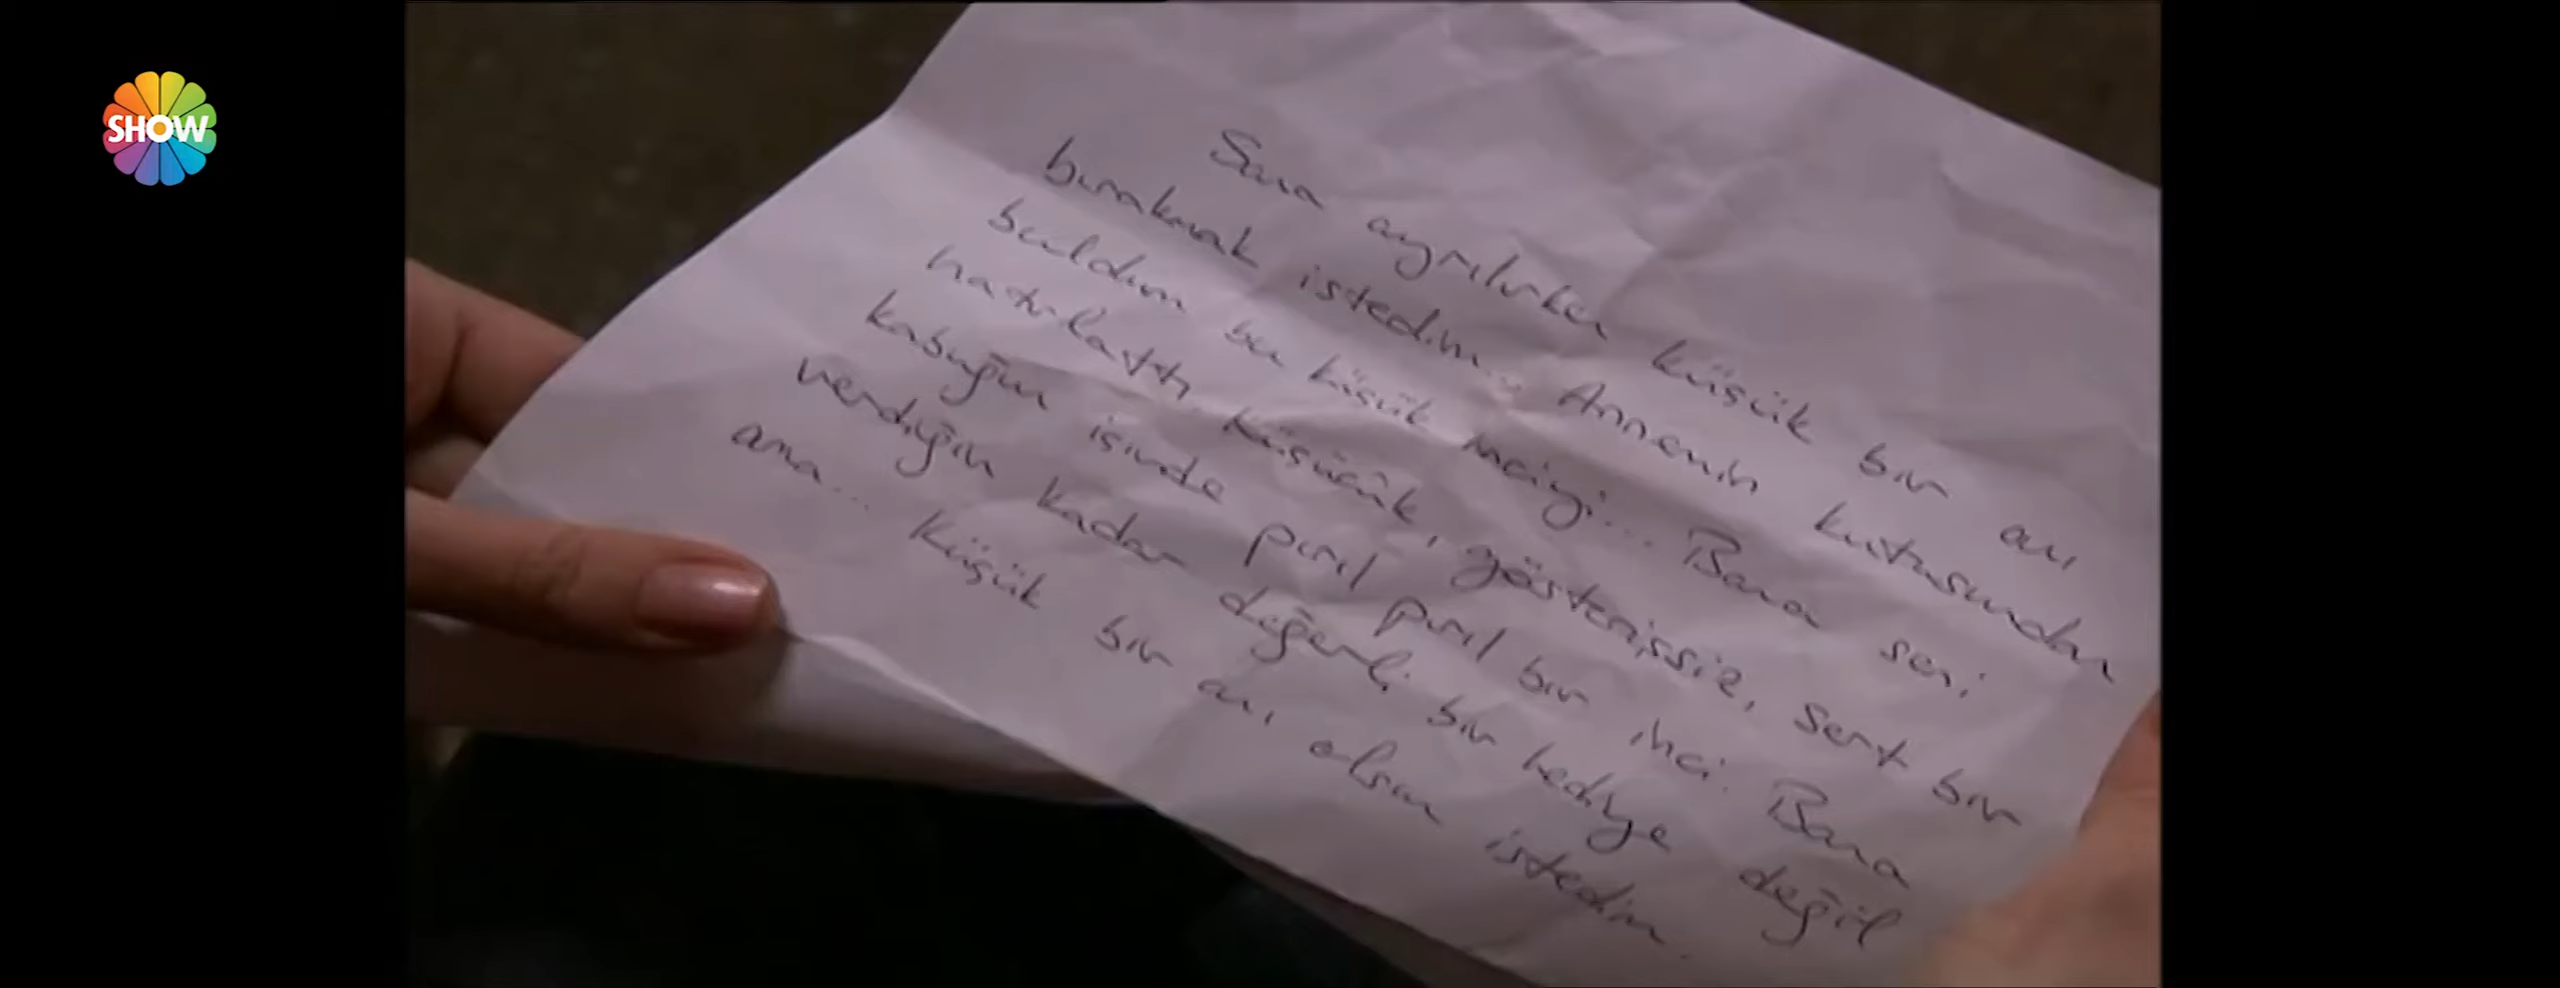 SHOW
Sana ayrılırken küçük bir anı
bırakmak istedim. Annenin kutusundan
buldum bu küçük inciyi... Bana seni
hatırlattı. Küçücük, gösterişsiz, sert bir
kabuğun içinde pırıl pırıl bir inci. Bana
verdiğin kadar değerli bir hediye değil
ama... Küçük bir anı olsun istedim.